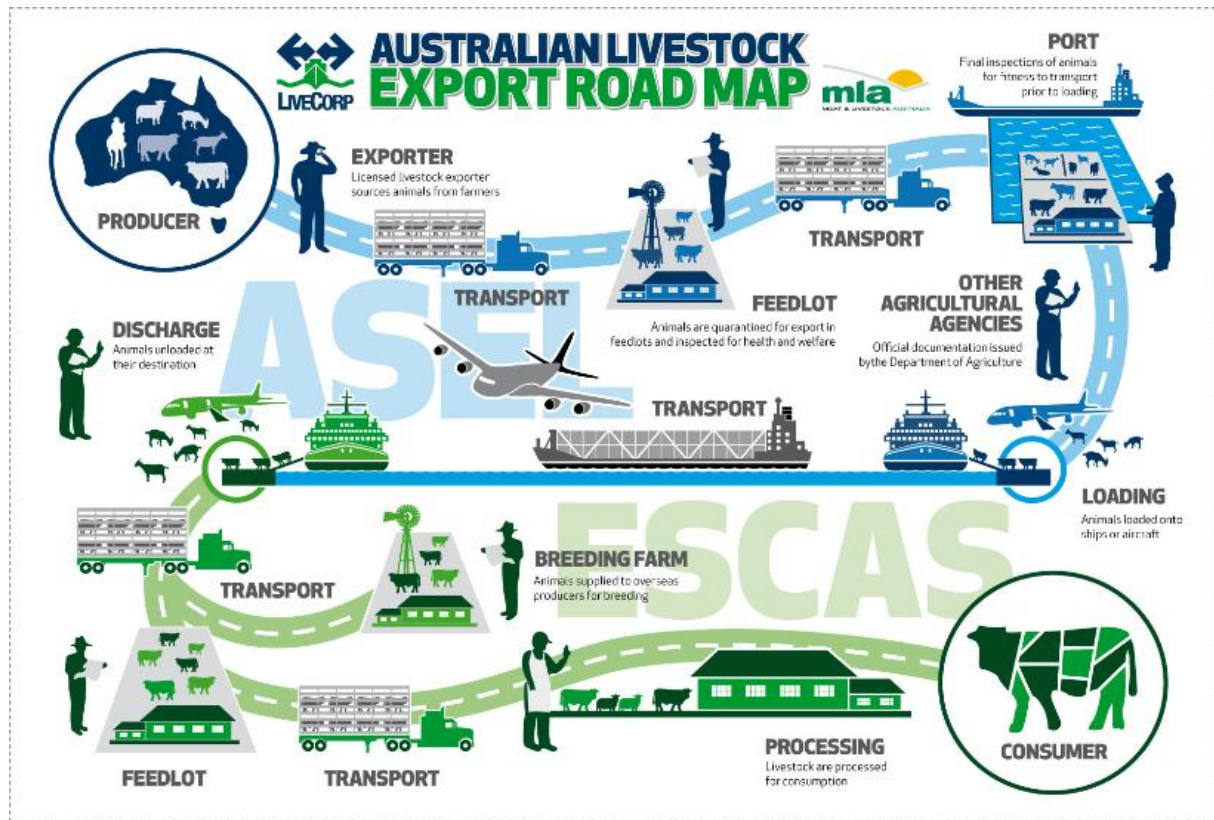 LIVECORP
AUSTRALIAN LIVESTOCK
EXPORT ROAD MAP
mla
MEAT & LIVESTOCK AUSTRALIA
PORT
Final inspections of animals
for fitness to transport
prior to loading
PRODUCER
EXPORTER
Licensed livestock exporter
sources animals from farmers
TRANSPORT
FEEDLOT
Animals are quarantined for export in
feedlots and inspected for health and welfare
TRANSPORT
OTHER
AGRICULTURAL
AGENCIES
Official documentation issued
bythe Department of Agriculture
ASEL
DISCHARGE
Animals unloaded at
their destination
TRANSPORT
LOADING
Animals loaded onto
ships or aircraft
ESCAS
TRANSPORT
BREEDING FARM
Animals supplied to overseas
producers for breeding
FEEDLOT
TRANSPORT
PROCESSING
Livestock are processed
for consumption
CONSUMER